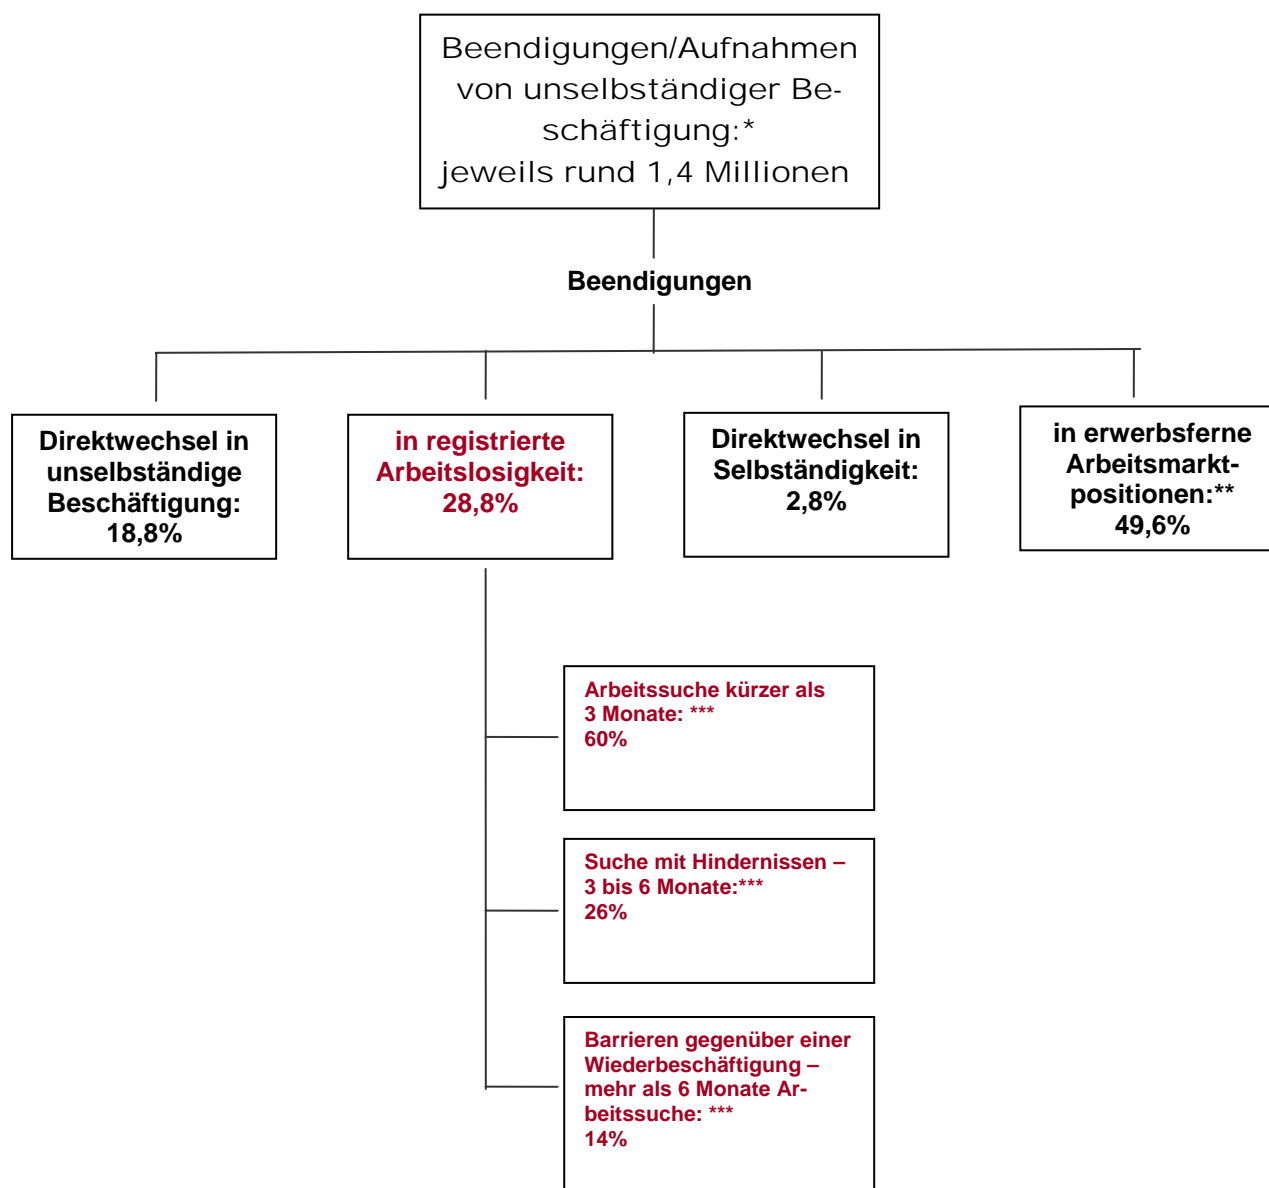 Beendigungen/Aufnahmen
von unselbständiger Be-
schäftigung:*
jeweils rund 1,4 Millionen
Beendigungen
Direktwechsel in
unselbständige
Beschäftigung:
18,8%
in registrierte
Arbeitslosigkeit:
28,8%
Direktwechsel in
Selbständigkeit:
2,8%
in erwerbsferne
Arbeitsmarkt-
positionen:**
49,6%
Arbeitssuche kürzer als
3 Monate: ***
60%
Suche mit Hindernissen –
3 bis 6 Monate:***
26%
Barrieren gegenüber einer
Wiederbeschäftigung –
mehr als 6 Monate Ar-
beitssuche: ***
14%